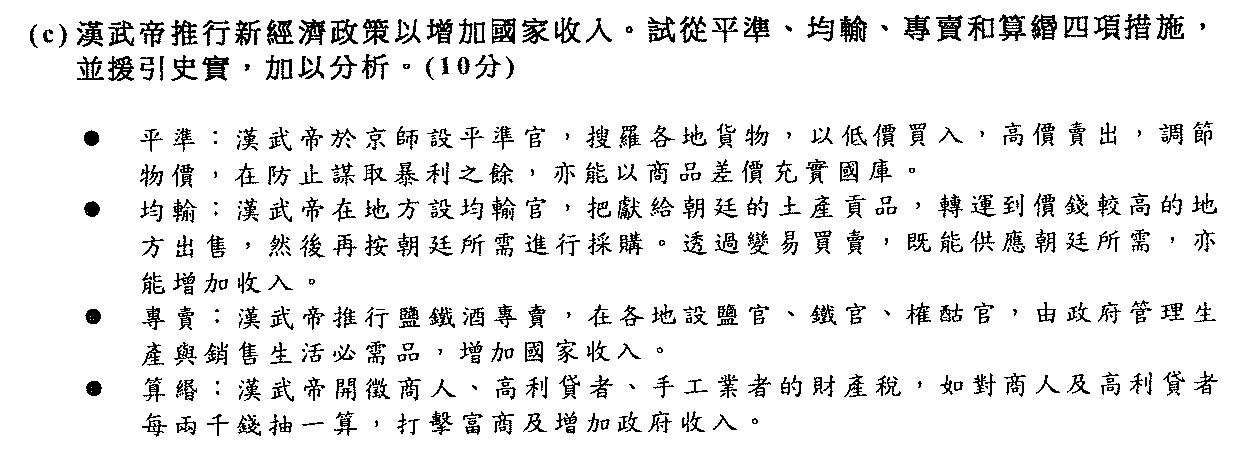 (c) 漢武帝推行新經濟政策以增加國家收入。試從平準、均輸、專賣和算緡四項措施，
並援引史實，加以分析。(10分)
● 平準：漢武帝於京師設平準官，搜羅各地貨物，以低價買入，高價賣出，調節
物價，在防止謀取暴利之餘，亦能以商品差價充實國庫。
● 均輸：漢武帝在地方設均輸官，把獻給朝廷的土產貢品，轉運到價錢較高的地
方出售，然後再按朝廷所需進行採購。透過變易買賣，既能供應朝廷所需，亦
能增加收入。
● 專賣：漢武帝推行鹽鐵酒專賣，在各地設鹽官、鐵官、榷酤官，由政府管理生
產與銷售生活必需品，增加國家收入。
● 算緡：漢武帝開徵商人、高利貸者、手工業者的財產稅，如對商人及高利貸者
每兩千錢抽一算，打擊富商及增加政府收入。